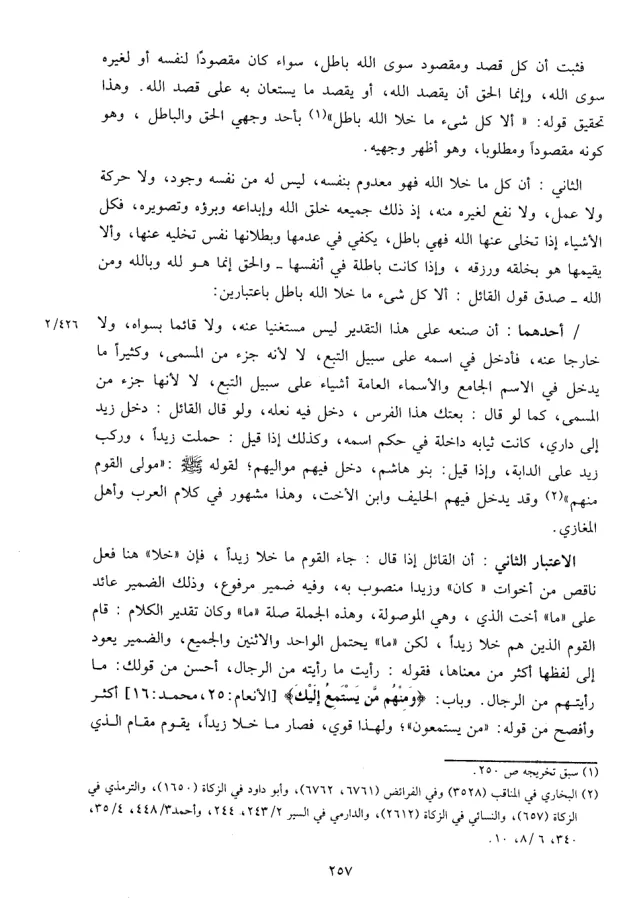 فثبت أن كل قصد ومقصود سوى الله باطل، سواء كان مقصودًا لنفسه أو لغيره
سوى الله، وإنما الحق أن يقصد الله، أو يقصد ما يستعان به على قصد الله. وهذا
تحقيق قوله: « ألا كل شىء ما خلا الله باطل»(١) بأحد وجهي الحق والباطل ، وهو
كونه مقصوداً ومطلوبا، وهو أظهر وجهيه.
الثاني : أن كل ما خلا الله فهو معدوم بنفسه، ليس له من نفسه وجود، ولا حركة
ولا عمل، ولا نفع لغيره منه، إذ ذلك جميعه خلق الله وإبداعه وبرؤه وتصويره، فكل
الأشياء إذا تخلى عنها الله فهي باطل، يكفي في عدمها وبطلانها نفس تخليه عنها، وألا
يقيمها هو بخلقه ورزقه ، وإذا كانت باطلة في أنفسها ـ والحق إنما هـو لله وبالله ومن
الله ـ صدق قول القائل : ألا كل شىء ما خلا الله باطل باعتبارين:
/ أحدهما : أن صنعه على هذا التقدير ليس مستغنيا عنه، ولا قائما بسواه، ولا ٢/٤٢٦
خارجا عنه، فأدخل في اسمه على سبيل التبع، لا لأنه جزء من المسمى، وكثيراً ما
يدخل في الاسم الجامع والأسماء العامة أشياء على سبيل التبع، لا لأنها جزء من
المسمى، كما لو قال : بعتك هذا الفرس ، دخل فيه نعله، ولو قال القائل : دخل زيد
إلى داري، كانت ثيابه داخلة في حكم اسمه، وكذلك إذا قيل : حملت زيداً ، وركب
زيد على الدابة، وإذا قيل: بنو هاشم، دخل فيهم مواليهم؛ لقوله ﷺ :«مولى القوم
منهم»(٢) وقد يدخل فيهم الحليف وابن الأخت، وهذا مشهور في كلام العرب وأهل
المغازي.
الاعتبار الثاني : أن القائل إذا قال : جاء القوم ما خلا زيداً ، فإن «خلا» هنا فعل
ناقص من أخوات « كان» وزيدا منصوب به، وفيه ضمير مرفوع، وذلك الضمير عائد
على «ما» أخت الذي ، وهي الموصولة، وهذه الجملة صلة «ما» وكان تقدير الكلام : قام
القوم الذين هم خلا زيداً ، لكن «ما» يحتمل الواحد والاثنين والجميع، والضمير يعود
إلى لفظها أكثر من معناها، فقوله : رأيت ما رأيته من الرجال، أحسن من قولك: مـا
رأيتـهم من الرجال. وباب: ﴿وَمِنْهُم مَّن يَسْتَمِعُ إِلَيْكَ﴾ [الأنعام:٢٥، محمـد:١٦] أكثـر
وأفصح من قوله: «من يستمعون»؛ ولهـذا قوي، فصار مـا خـلا زيداً، يقوم مقام الـذي
(١) سبق تخريجه ص ٢٥٠.
(٢) البخاري في المناقب (٣٥٢٨) وفي الفرائض (٦٧٦١، ٦٧٦٢)، وأبو داود في الزكاة (١٦٥٠)، والترمذي في
الزكاة (٦٥٧)، والنسائي في الزكاة (٢٦١٢)، والدارمي في السير ٢/ ٢٤٣، ٢٤٤، وأحمد٣/ ٤٤٨، ٤/ ٣٥،
٣٤٠، ٦/ ٨، ١٠.
٢٥٧